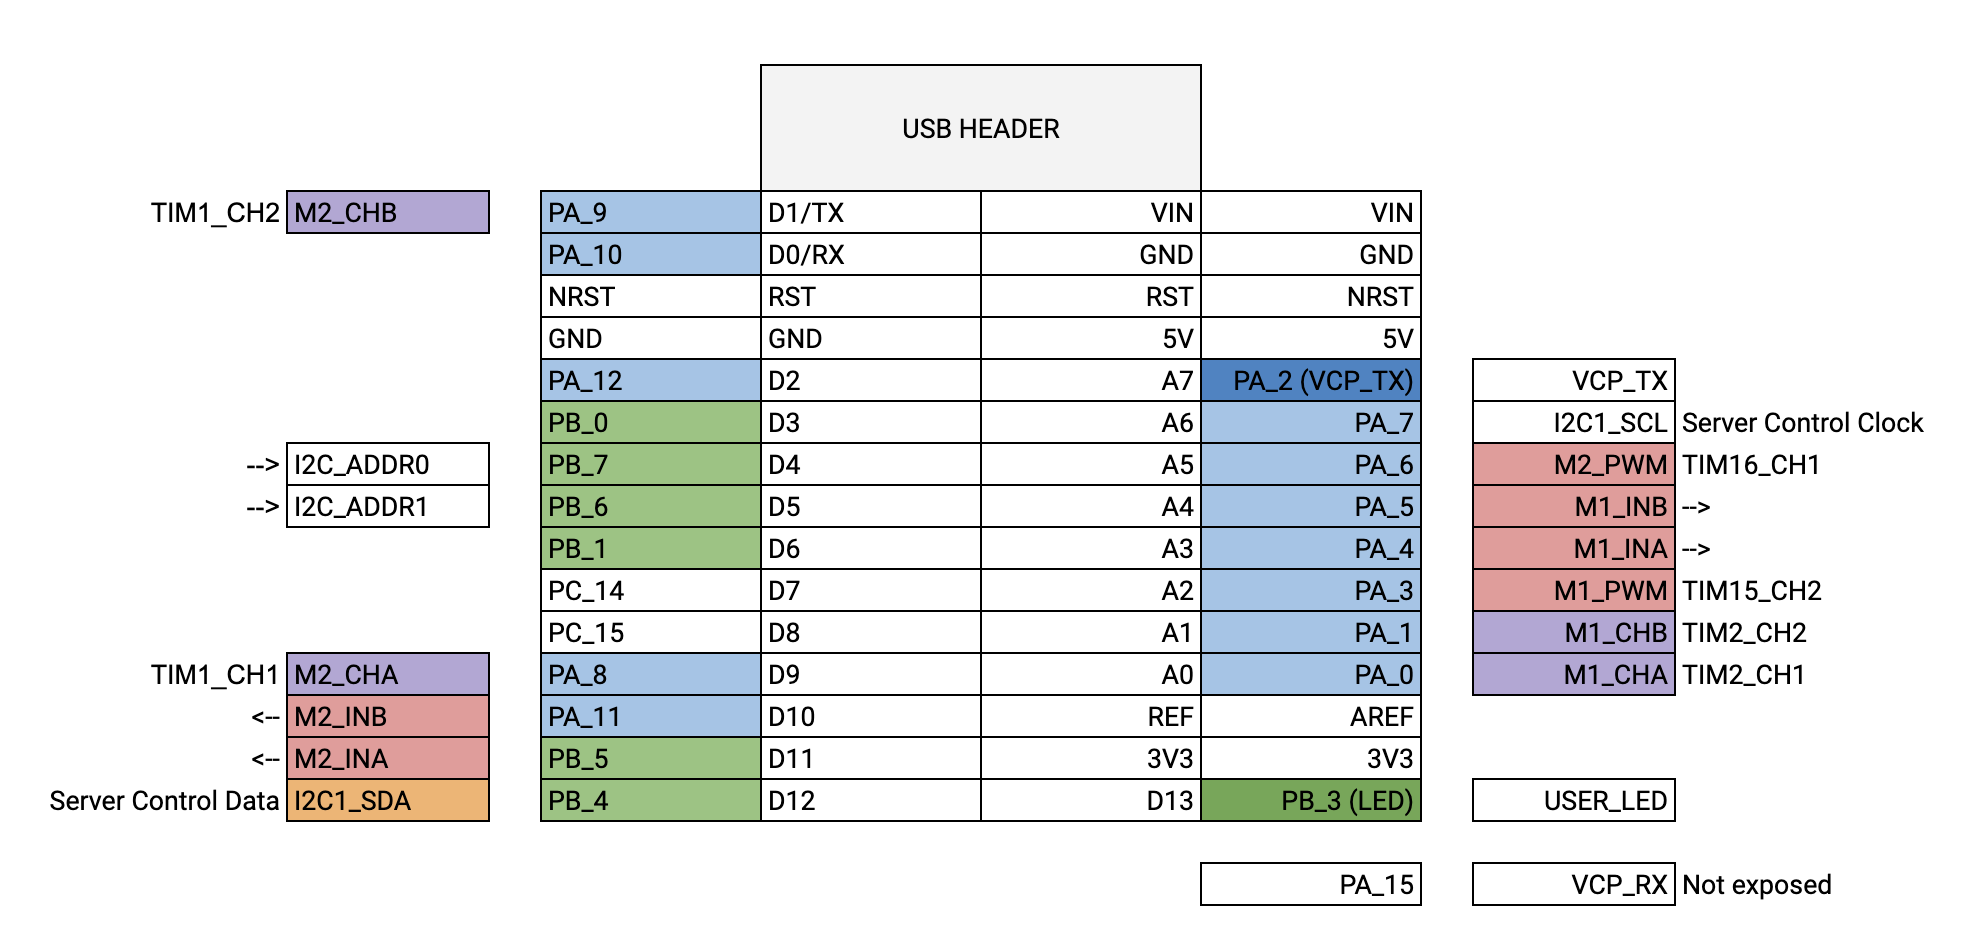 USB HEADER
TIM1_CH2 M2_CHB PA_9 D1/TX VIN VIN
PA_10 D0/RX GND GND
NRST RST RST NRST
GND GND 5V 5V
PA_12 D2 A7 PA_2 (VCP_TX) VCP_TX
PB_0 D3 A6 PA_7 I2C1_SCL Server Control Clock
--> I2C_ADDR0 PB_7 D4 A5 PA_6 M2_PWM TIM16_CH1
--> I2C_ADDR1 PB_6 D5 A4 PA_5 M1_INB -->
PB_1 D6 A3 PA_4 M1_INA -->
PC_14 D7 A2 PA_3 M1_PWM TIM15_CH2
PC_15 D8 A1 PA_1 M1_CHB TIM2_CH2
TIM1_CH1 M2_CHA PA_8 D9 A0 PA_0 M1_CHA TIM2_CH1
<-- M2_INB PA_11 D10 REF AREF
<-- M2_INA PB_5 D11 3V3 3V3
Server Control Data I2C1_SDA PB_4 D12 D13 PB_3 (LED) USER_LED
PA_15 VCP_RX Not exposed